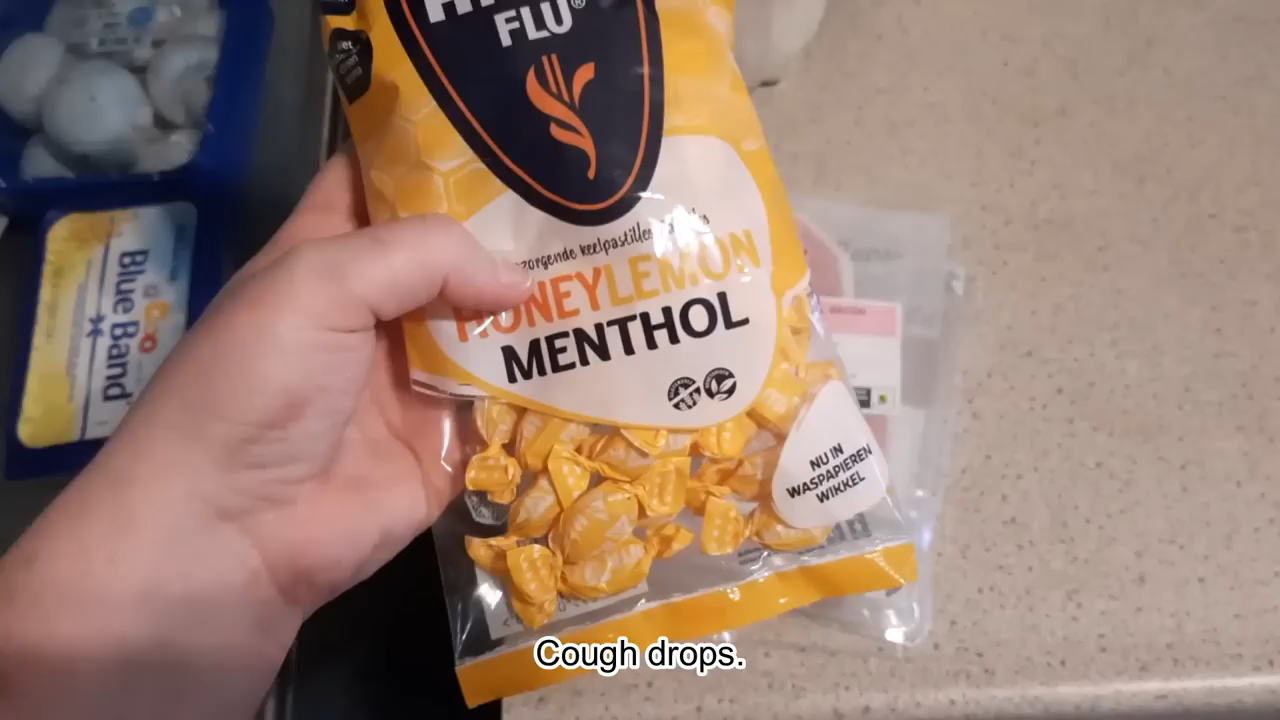 FLU®
HONEYLEMON
MENTHOL
NU IN
WASPAPIEREN
WIKKEL
Blue Band
Cough drops.